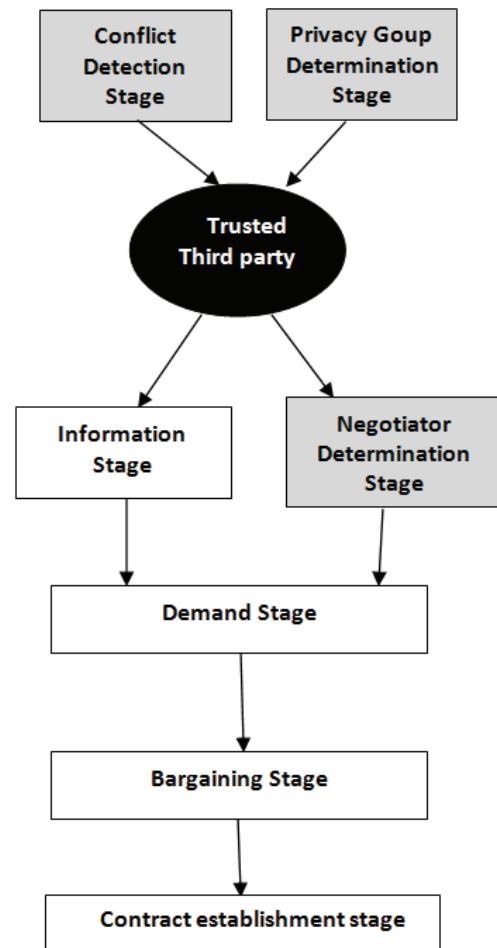 Conflict
Detection
Stage
Privacy Goup
Determination
Stage
Trusted
Third party
Information
Stage
Negotiator
Determination
Stage
Demand Stage
Bargaining Stage
Contract establishment stage